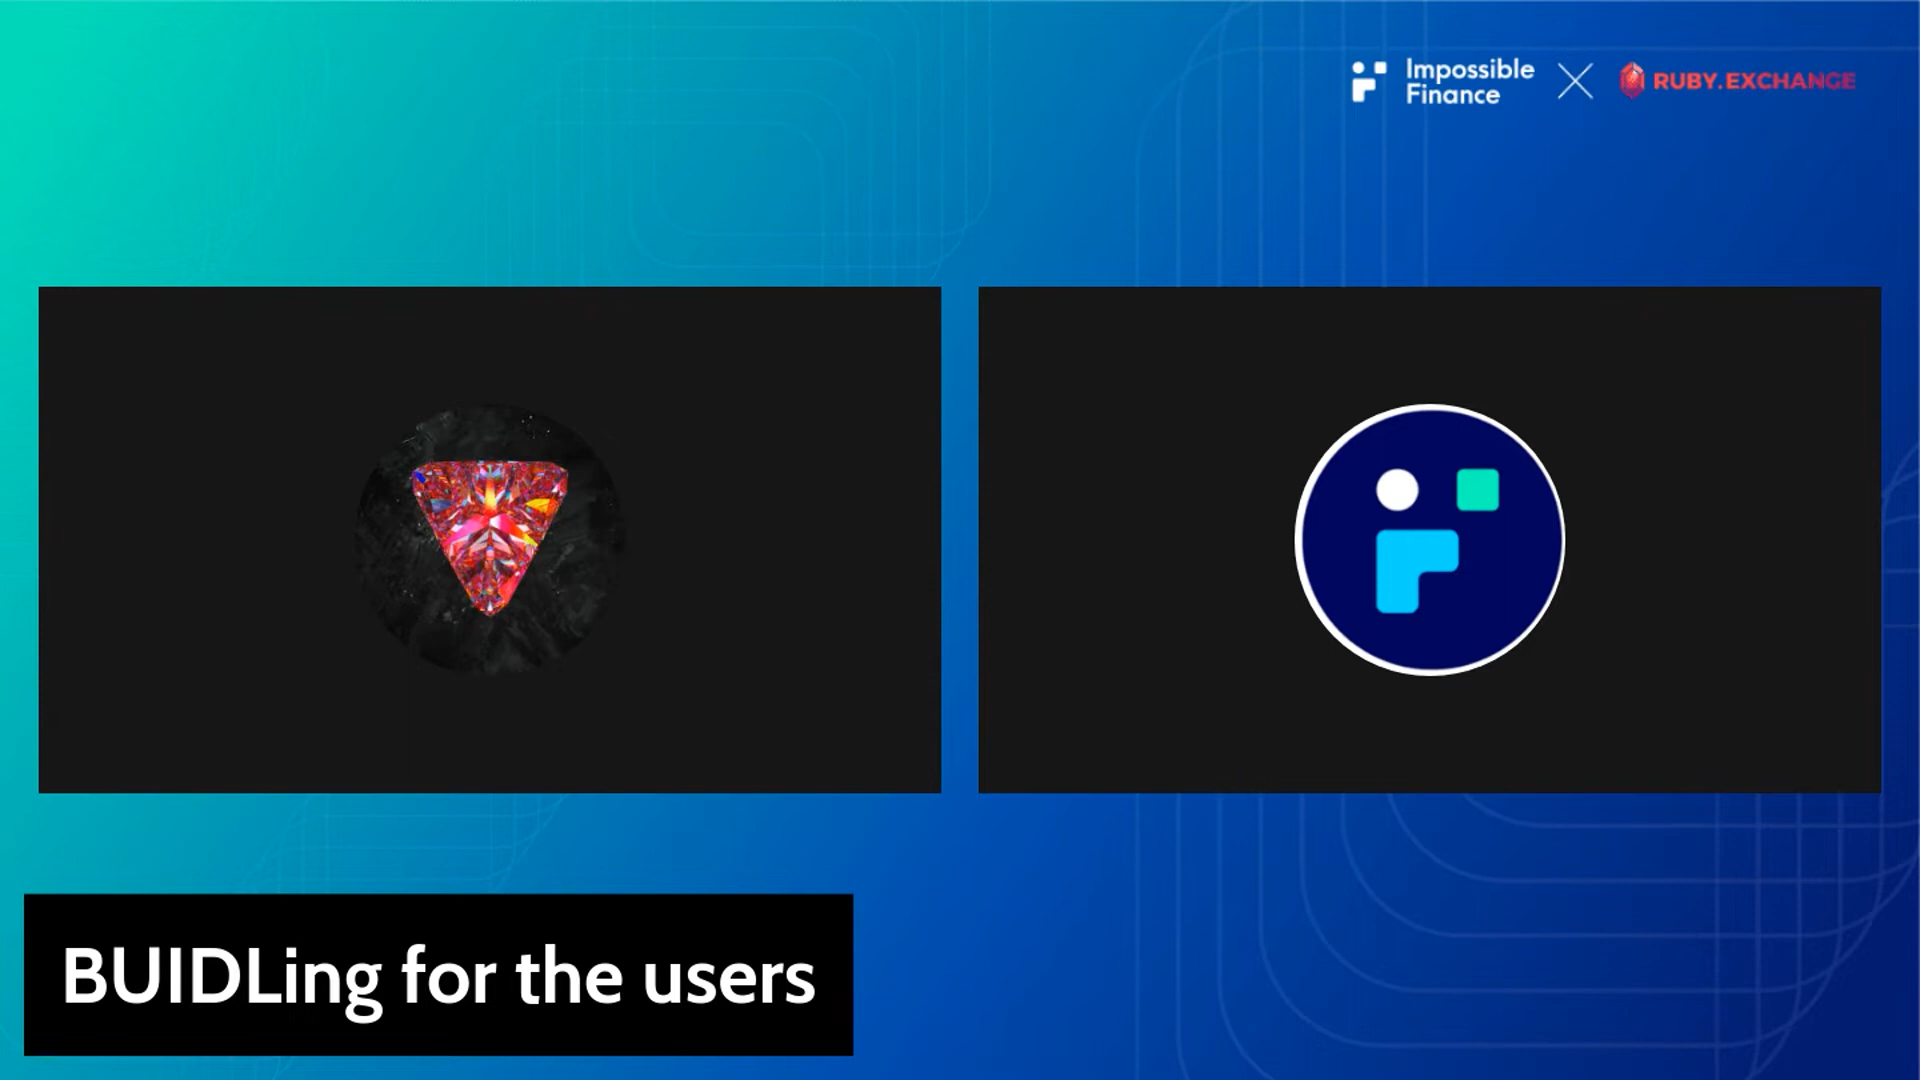 Impossible
Finance
RUBY.EXCHANGE
BUIDLing for the users